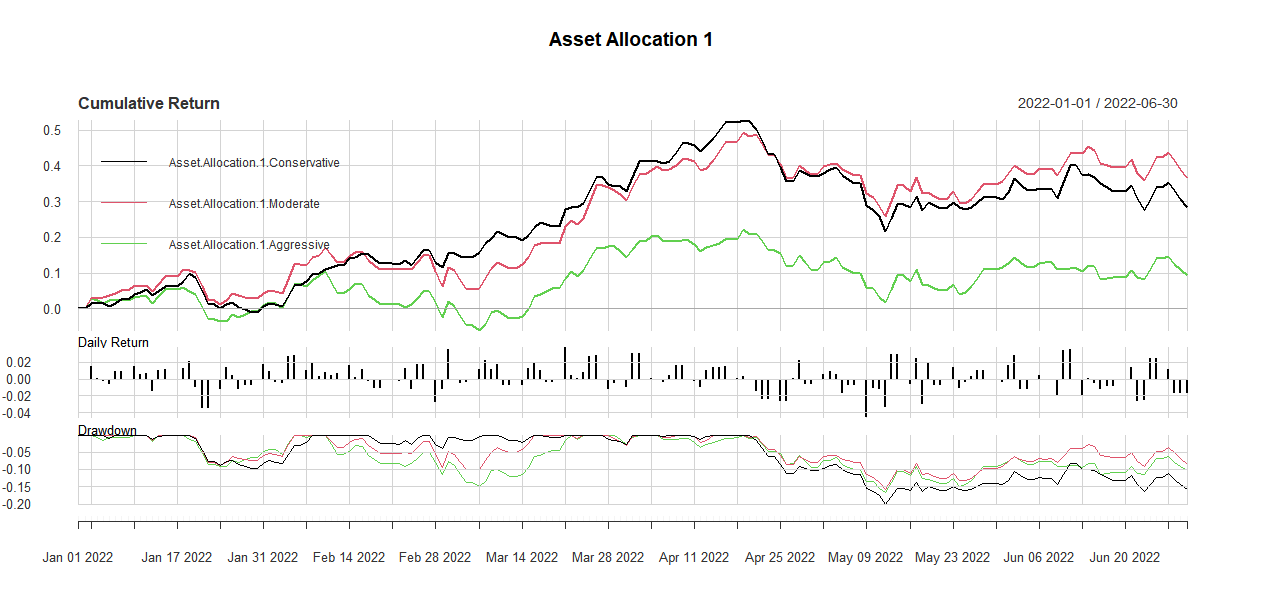 Asset Allocation 1
Cumulative Return 2022-01-01 / 2022-06-30
0.5
0.4
0.3
0.2
0.1
0.0
Asset.Allocation.1.Conservative
Asset.Allocation.1.Moderate
Asset.Allocation.1.Aggressive
Daily Return
0.02
0.00
-0.02
-0.04
Drawdown
-0.05
-0.10
-0.15
-0.20
Jan 01 2022 Jan 17 2022 Jan 31 2022 Feb 14 2022 Feb 28 2022 Mar 14 2022 Mar 28 2022 Apr 11 2022 Apr 25 2022 May 09 2022 May 23 2022 Jun 06 2022 Jun 20 2022